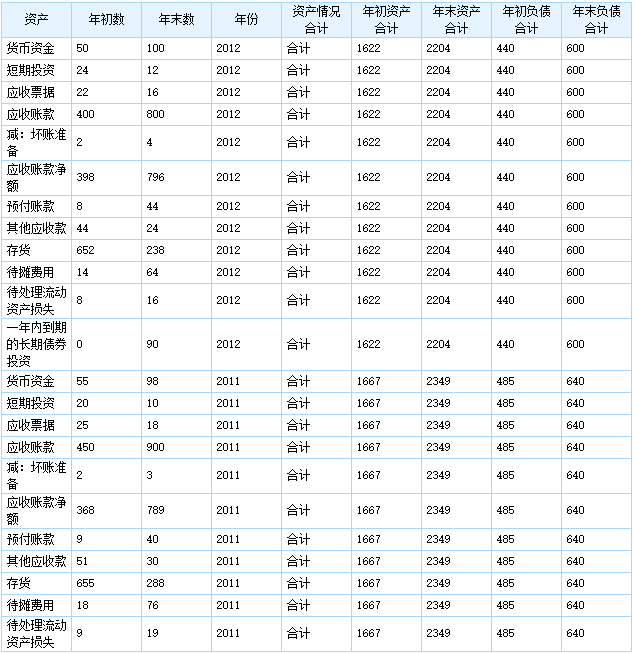 资产 年初数 年末数 年份 资产情况合计 年初资产合计 年末资产合计 年初负债合计 年末负债合计
货币资金 50 100 2012 合计 1622 2204 440 600
短期投资 24 12 2012 合计 1622 2204 440 600
应收票据 22 16 2012 合计 1622 2204 440 600
应收账款 400 800 2012 合计 1622 2204 440 600
减：坏账准备 2 4 2012 合计 1622 2204 440 600
应收账款净额 398 796 2012 合计 1622 2204 440 600
预付账款 8 44 2012 合计 1622 2204 440 600
其他应收款 44 24 2012 合计 1622 2204 440 600
存货 652 238 2012 合计 1622 2204 440 600
待摊费用 14 64 2012 合计 1622 2204 440 600
待处理流动资产损失 8 16 2012 合计 1622 2204 440 600
一年内到期的长期债券投资 0 90 2012 合计 1622 2204 440 600
货币资金 55 98 2011 合计 1667 2349 485 640
短期投资 20 10 2011 合计 1667 2349 485 640
应收票据 25 18 2011 合计 1667 2349 485 640
应收账款 450 900 2011 合计 1667 2349 485 640
减：坏账准备 2 3 2011 合计 1667 2349 485 640
应收账款净额 368 789 2011 合计 1667 2349 485 640
预付账款 9 40 2011 合计 1667 2349 485 640
其他应收款 51 30 2011 合计 1667 2349 485 640
存货 655 288 2011 合计 1667 2349 485 640
待摊费用 18 76 2011 合计 1667 2349 485 640
待处理流动资产损失 9 19 2011 合计 1667 2349 485 640